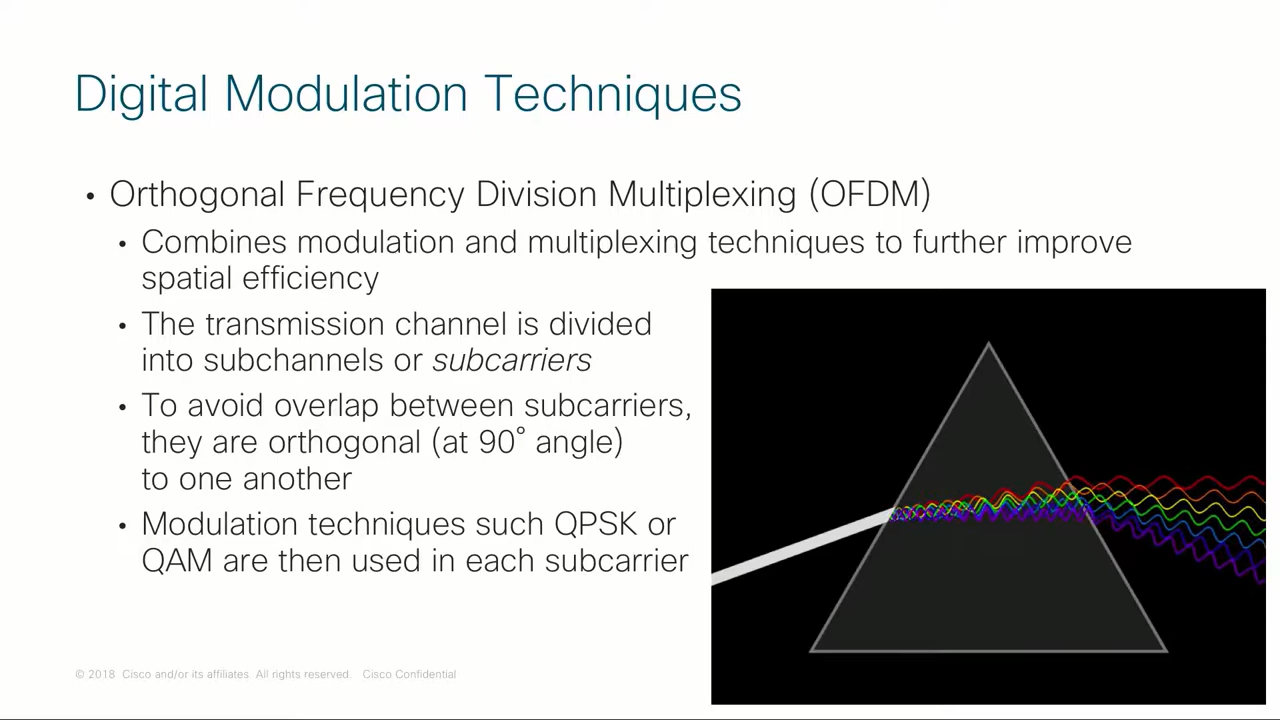 Digital Modulation Techniques
• Orthogonal Frequency Division Multiplexing (OFDM)
• Combines modulation and multiplexing techniques to further improve
spatial efficiency
• The transmission channel is divided
into subchannels or subcarriers
• To avoid overlap between subcarriers,
they are orthogonal (at 90° angle)
to one another
• Modulation techniques such QPSK or
QAM are then used in each subcarrier
© 2018 Cisco and/or its affiliates. All rights reserved. Cisco Confidential